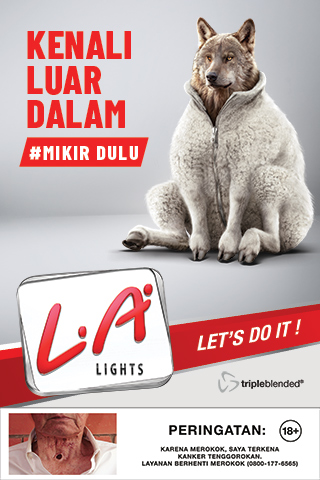 KENALI
LUAR
DALAM
#MIKIR DULU
L.A.
LIGHTS
LET'S DO IT !
tripleblended®
PERINGATAN:
18+
KARENA MEROKOK, SAYA TERKENA
KANKER TENGGOROKAN.
LAYANAN BERHENTI MEROKOK (0800-177-6565)